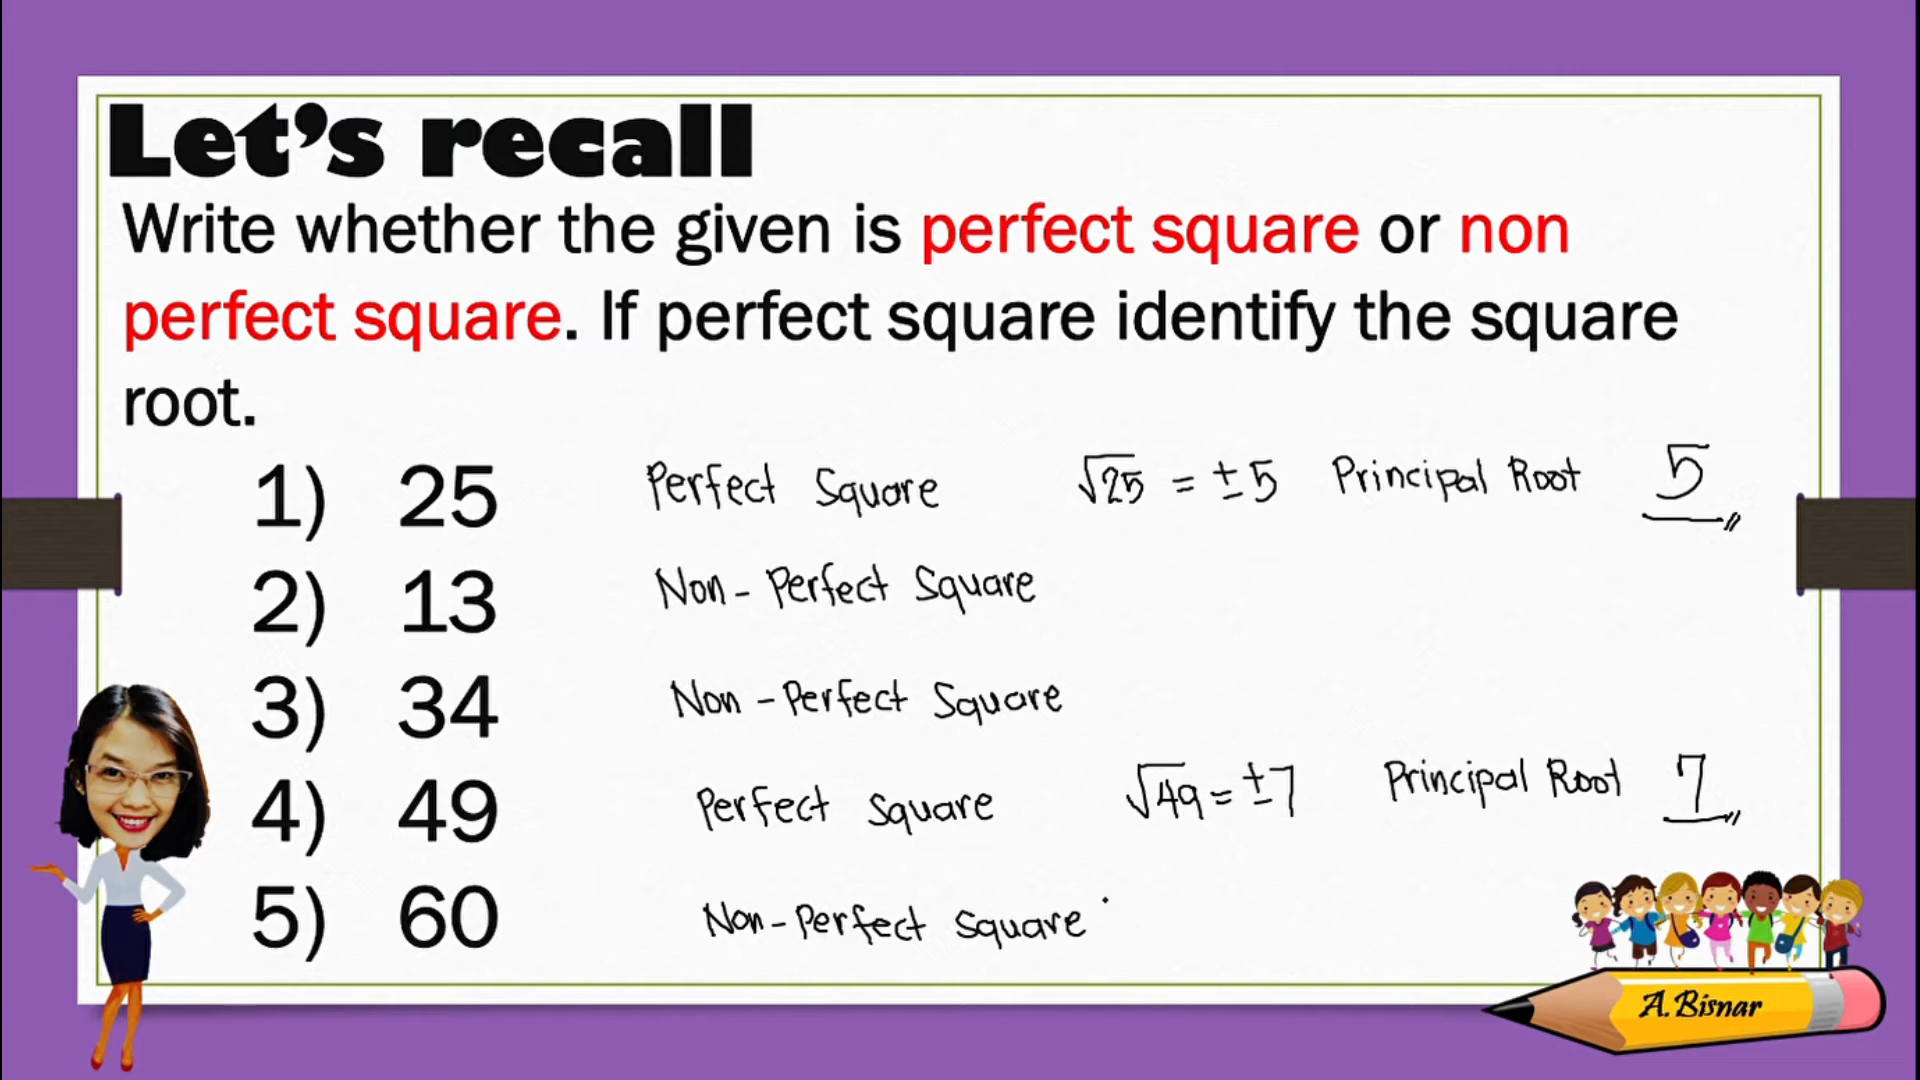 Let's recall
Write whether the given is perfect square or non
perfect square. If perfect square identify the square
root.
1) 25 Perfect Square √25 = ±5 Principal Root 5
2) 13 Non-Perfect Square
3) 34 Non-Perfect Square
4) 49 Perfect Square √49 = ±7 Principal Root 7
5) 60 Non-Perfect Square
A. Bisnar